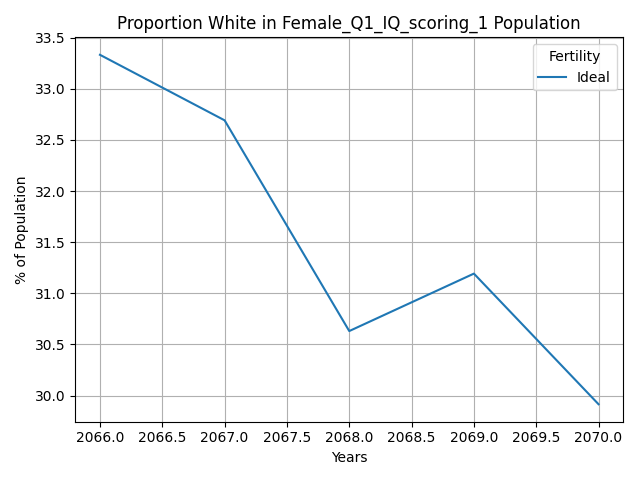 Proportion White in Female_Q1_IQ_scoring_1 Population
Fertility
Ideal
% of Population
33.5
33.0
32.5
32.0
31.5
31.0
30.5
30.0
2066.0 2066.5 2067.0 2067.5 2068.0 2068.5 2069.0 2069.5 2070.0
Years